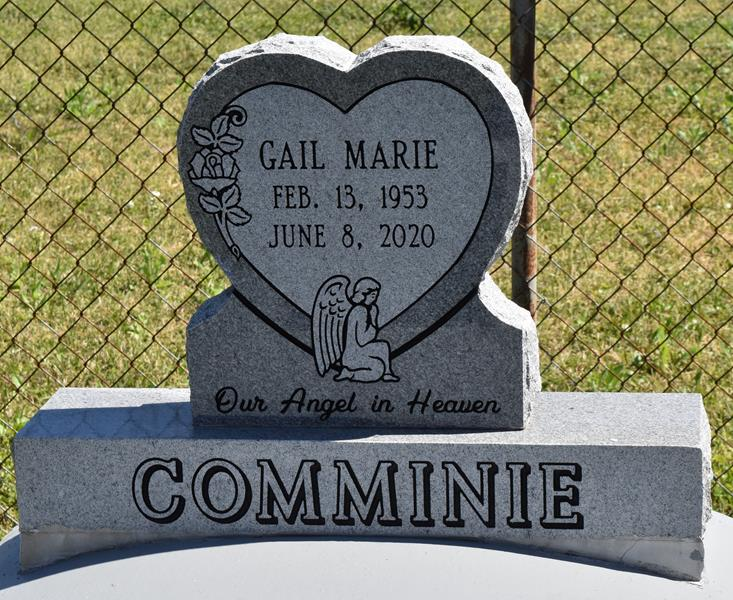 GAIL MARIE
FEB. 13, 1953
JUNE 8, 2020
Our Angel in Heaven
COMMINIE